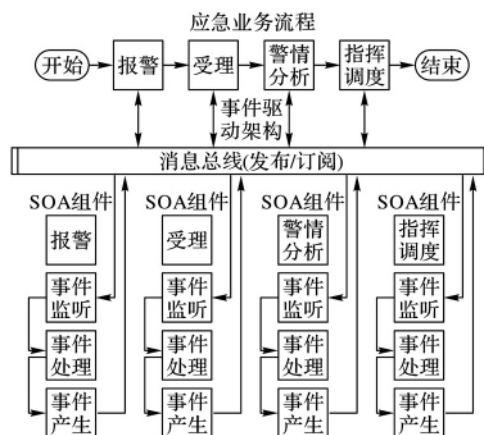 应急业务流程
开始
报警
受理
警情
分析
指挥
调度
结束
事件驱
动架构
消息总线(发布/订阅)
SOA组件
SOA组件
SOA组件
SOA组件
报警
受理
警情
分析
指挥
调度
事件
监听
事件
监听
事件
监听
事件
监听
事件
处理
事件
处理
事件
处理
事件
处理
事件
产生
事件
产生
事件
产生
事件
产生